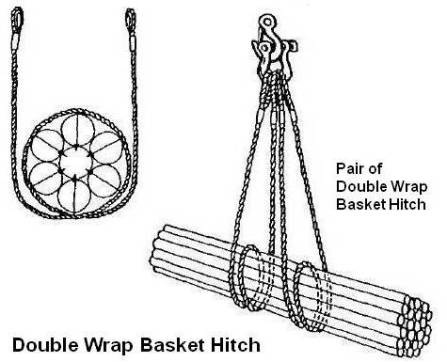 Pair of
Double Wrap
Basket Hitch
Double Wrap Basket Hitch